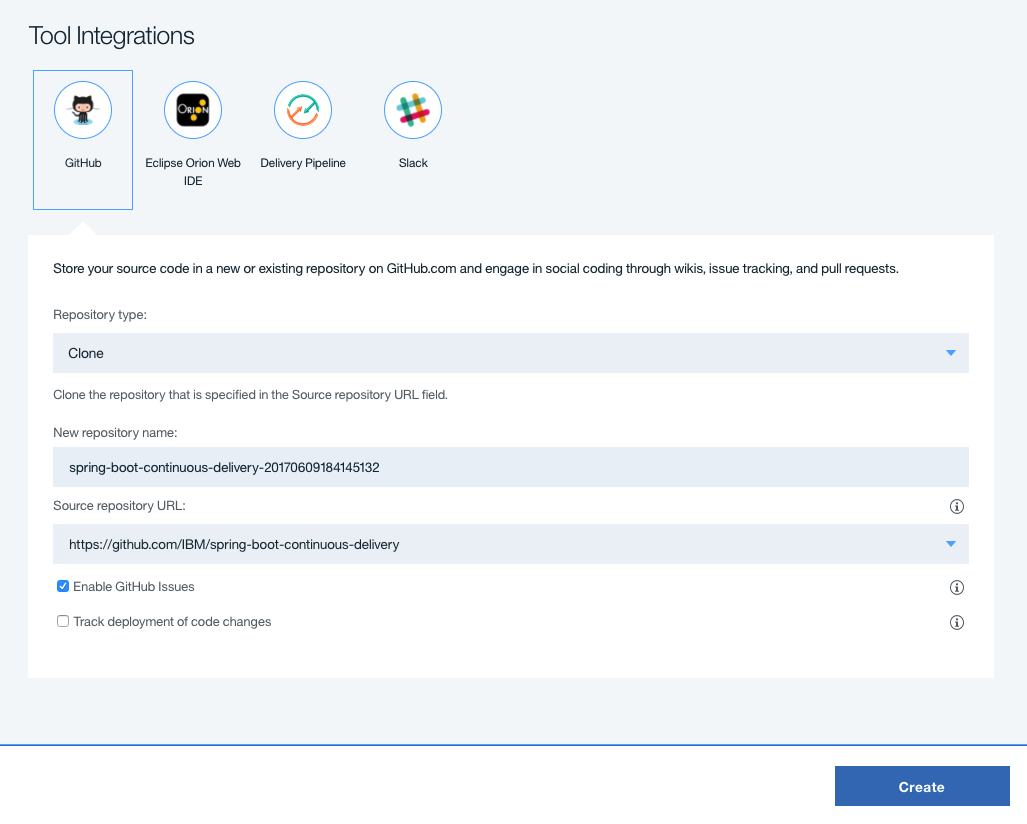 Tool Integrations
ORION
GitHub
Eclipse Orion Web
IDE
Delivery Pipeline
Slack
Store your source code in a new or existing repository on GitHub.com and engage in social coding through wikis, issue tracking, and pull requests.
Repository type:
Clone
Clone the repository that is specified in the Source repository URL field.
New repository name:
spring-boot-continuous-delivery-20170609184145132
Source repository URL:
https://github.com/IBM/spring-boot-continuous-delivery
Enable GitHub Issues
Track deployment of code changes
Create